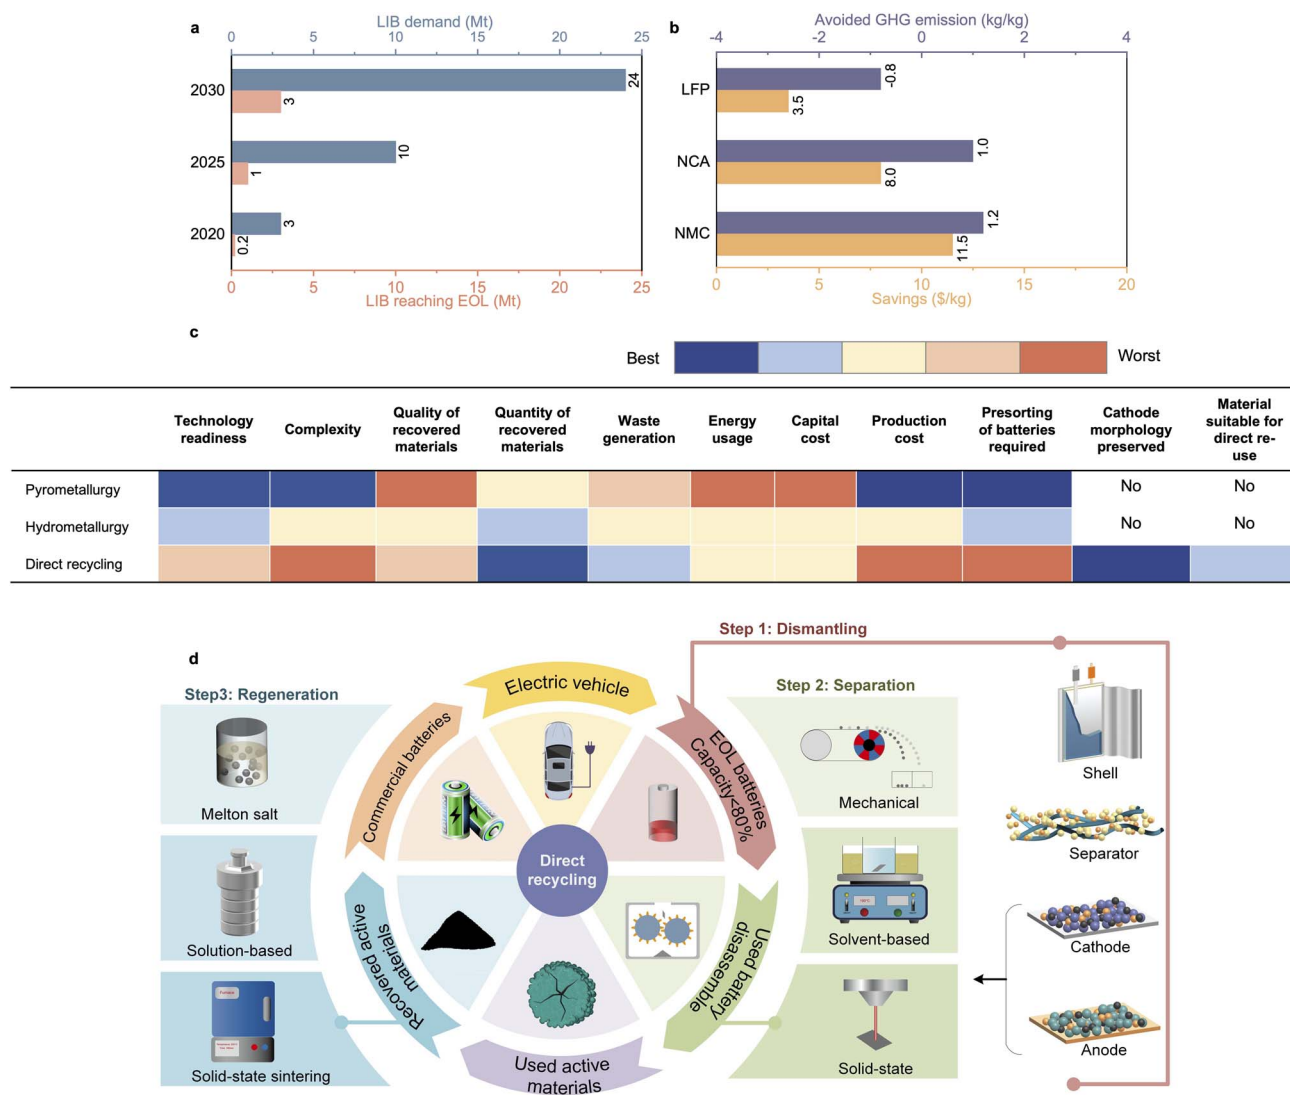 a
LIB demand (Mt)
0 5 10 15 20 25
2030
24
3
2025
10
1
2020
3
0.2
0 5 10 15 20 25
LIB reaching EOL (Mt)
b
Avoided GHG emission (kg/kg)
-4 -2 0 2 4
LFP
-0.8
3.5
NCA
1.0
8.0
NMC
1.2
11.5
0 5 10 15 20
Savings ($/kg)
c
Best
Worst
Technology
readiness
Complexity
Quality of
recovered
materials
Quantity of
recovered
materials
Waste
generation
Energy
usage
Capital
cost
Production
cost
Presorting
of batteries
required
Cathode
morphology
preserved
Material
suitable for
direct re-
use
Pyrometallurgy
No
No
Hydrometallurgy
No
No
Direct recycling
d
Step 1: Dismantling
Step3: Regeneration
Melton salt
Solution-based
Furnace
Solid-state sintering
Electric vehicle
EOL batteries
Capacity<80%
Used battery
disassemble
Used active
materials
Recovered active
materials
Commercial batteries
Direct
recycling
Step 2: Separation
Mechanical
Solvent-based
Solid-state
Shell
Separator
Cathode
Anode